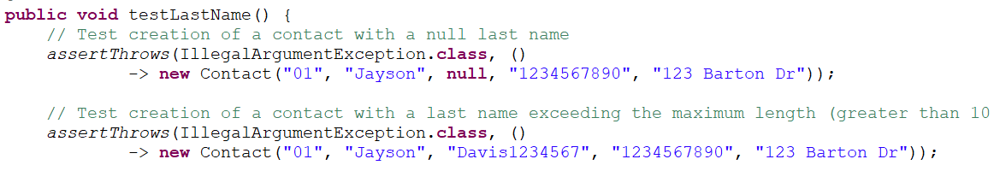 public void testLastName() {
    // Test creation of a contact with a null last name
    assertThrows(IllegalArgumentException.class, ()
            -> new Contact("01", "Jayson", null, "1234567890", "123 Barton Dr"));

    // Test creation of a contact with a last name exceeding the maximum length (greater than 10
    assertThrows(IllegalArgumentException.class, ()
            -> new Contact("01", "Jayson", "Davis1234567", "1234567890", "123 Barton Dr"));